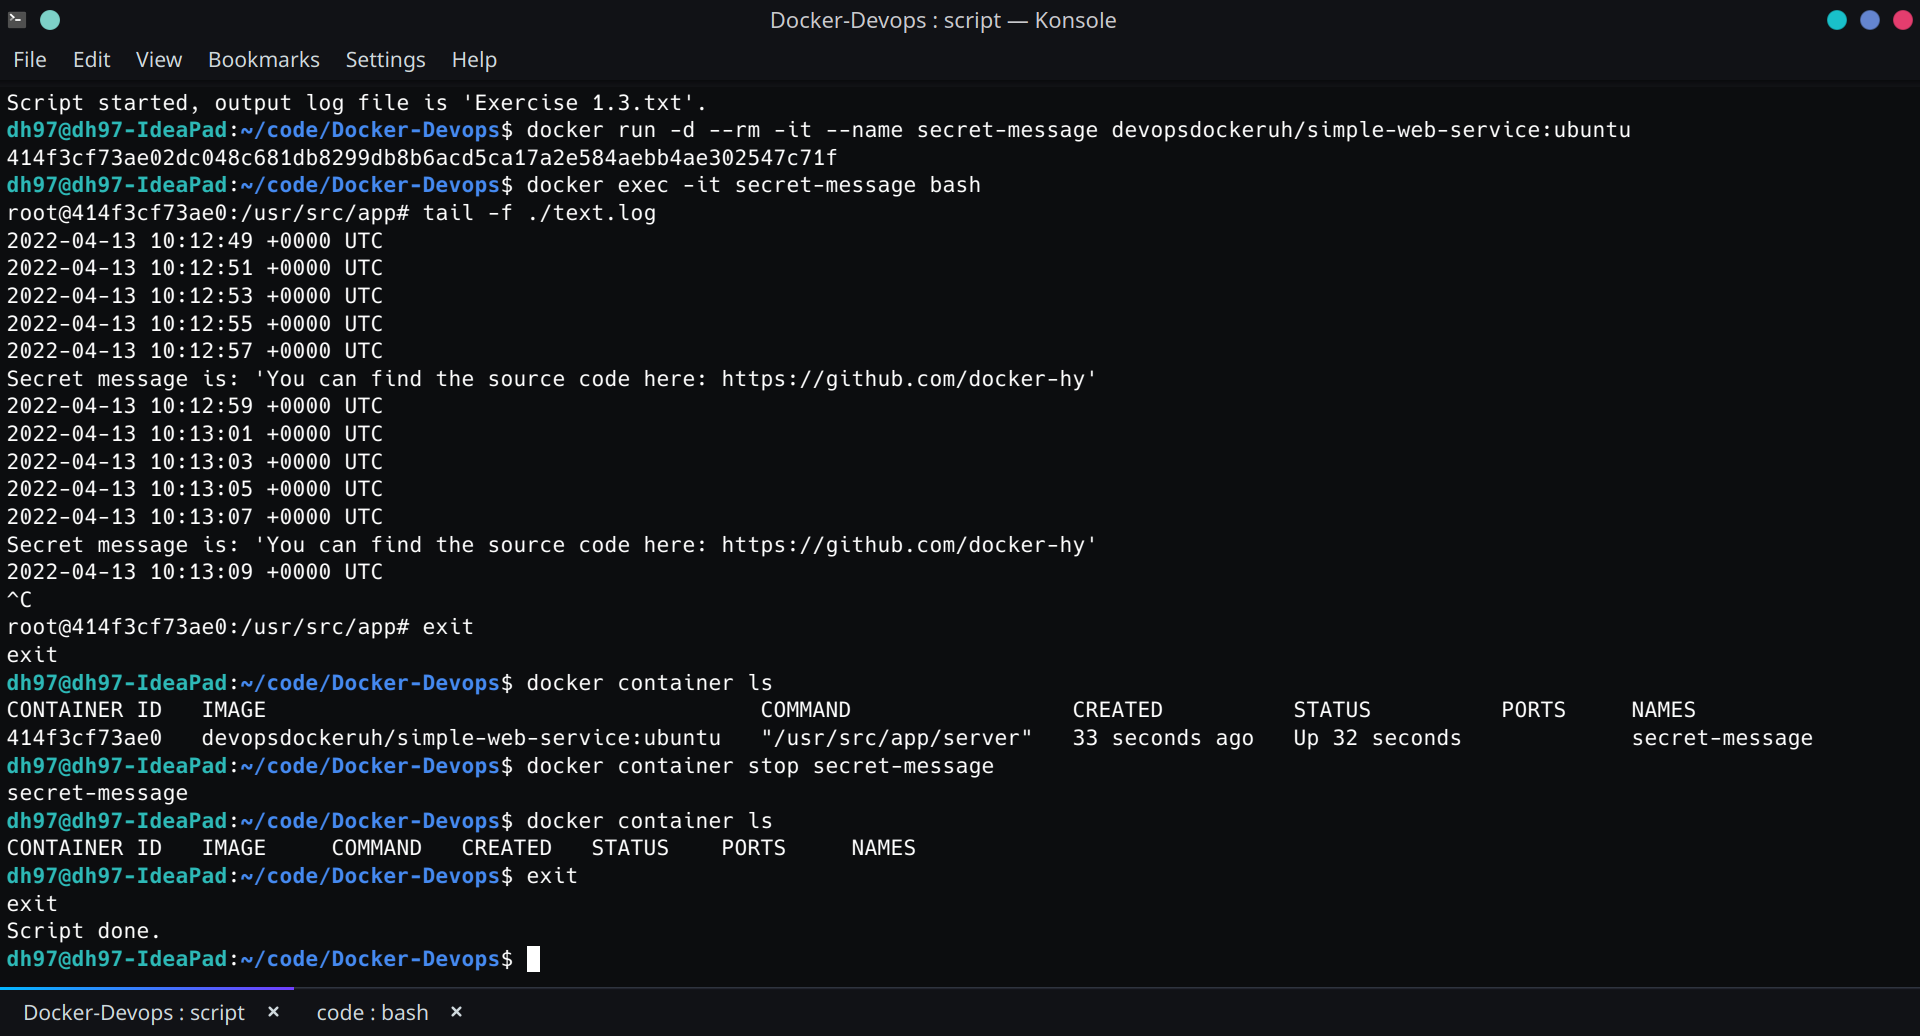 Docker-Devops : script — Konsole
File Edit View Bookmarks Settings Help
Script started, output log file is 'Exercise 1.3.txt'.
dh97@dh97-IdeaPad:~/code/Docker-Devops$ docker run -d --rm -it --name secret-message devopsdockeruh/simple-web-service:ubuntu
414f3cf73ae02dc048c681db8299db8b6acd5ca17a2e584aebb4ae302547c71f
dh97@dh97-IdeaPad:~/code/Docker-Devops$ docker exec -it secret-message bash
root@414f3cf73ae0:/usr/src/app# tail -f ./text.log
2022-04-13 10:12:49 +0000 UTC
2022-04-13 10:12:51 +0000 UTC
2022-04-13 10:12:53 +0000 UTC
2022-04-13 10:12:55 +0000 UTC
2022-04-13 10:12:57 +0000 UTC
Secret message is: 'You can find the source code here: https://github.com/docker-hy'
2022-04-13 10:12:59 +0000 UTC
2022-04-13 10:13:01 +0000 UTC
2022-04-13 10:13:03 +0000 UTC
2022-04-13 10:13:05 +0000 UTC
2022-04-13 10:13:07 +0000 UTC
Secret message is: 'You can find the source code here: https://github.com/docker-hy'
2022-04-13 10:13:09 +0000 UTC
^C
root@414f3cf73ae0:/usr/src/app# exit
exit
dh97@dh97-IdeaPad:~/code/Docker-Devops$ docker container ls
CONTAINER ID   IMAGE                                      COMMAND                 CREATED          STATUS          PORTS     NAMES
414f3cf73ae0   devopsdockeruh/simple-web-service:ubuntu   "/usr/src/app/server"   33 seconds ago   Up 32 seconds             secret-message
dh97@dh97-IdeaPad:~/code/Docker-Devops$ docker container stop secret-message
secret-message
dh97@dh97-IdeaPad:~/code/Docker-Devops$ docker container ls
CONTAINER ID   IMAGE     COMMAND   CREATED   STATUS    PORTS     NAMES
dh97@dh97-IdeaPad:~/code/Docker-Devops$ exit
exit
Script done.
dh97@dh97-IdeaPad:~/code/Docker-Devops$
Docker-Devops : script × code : bash ×